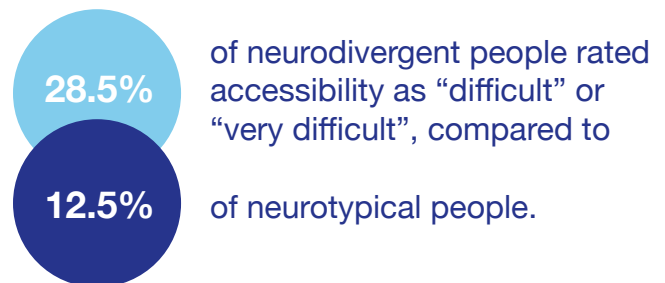 28.5%
of neurodivergent people rated
accessibility as “difficult” or
“very difficult”, compared to
12.5%
of neurotypical people.